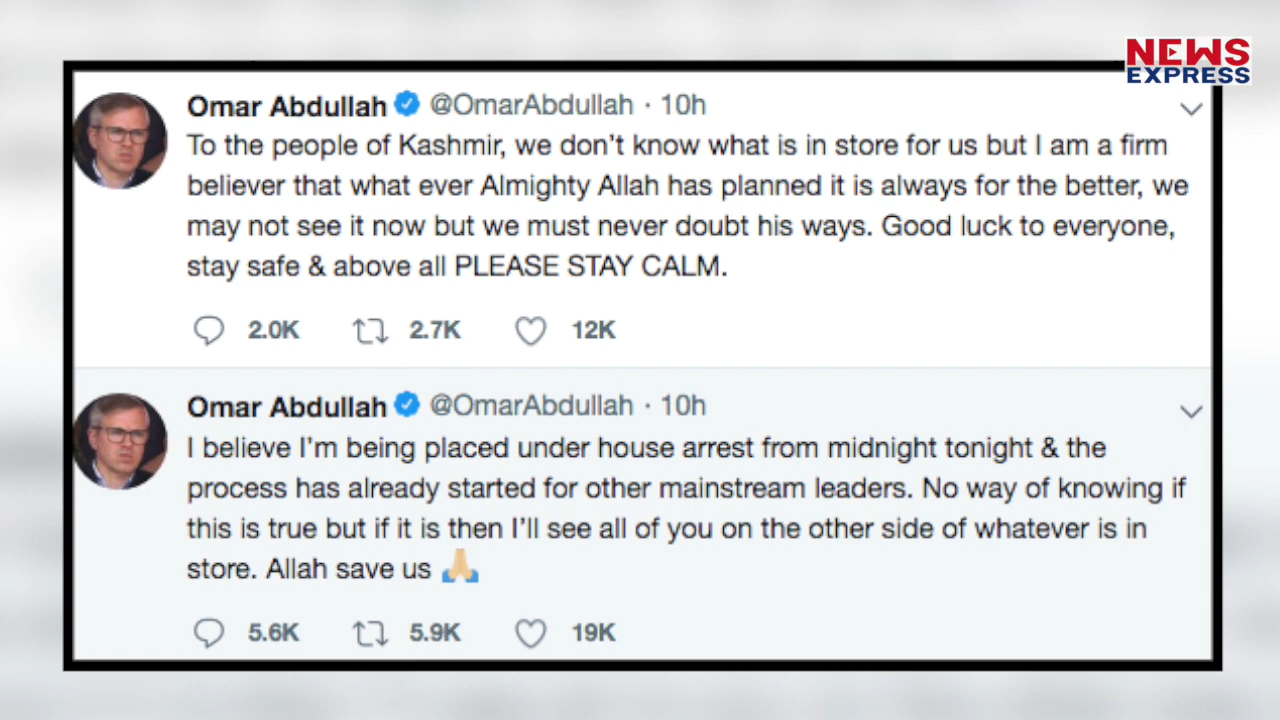 NEWS
EXPRESS
Omar Abdullah @OmarAbdullah · 10h
To the people of Kashmir, we don't know what is in store for us but I am a firm
believer that what ever Almighty Allah has planned it is always for the better, we
may not see it now but we must never doubt his ways. Good luck to everyone,
stay safe & above all PLEASE STAY CALM.
2.0K 2.7K 12K
Omar Abdullah @OmarAbdullah · 10h
I believe I'm being placed under house arrest from midnight tonight & the
process has already started for other mainstream leaders. No way of knowing if
this is true but if it is then I'll see all of you on the other side of whatever is in
store. Allah save us 🙏🏼
5.6K 5.9K 19K